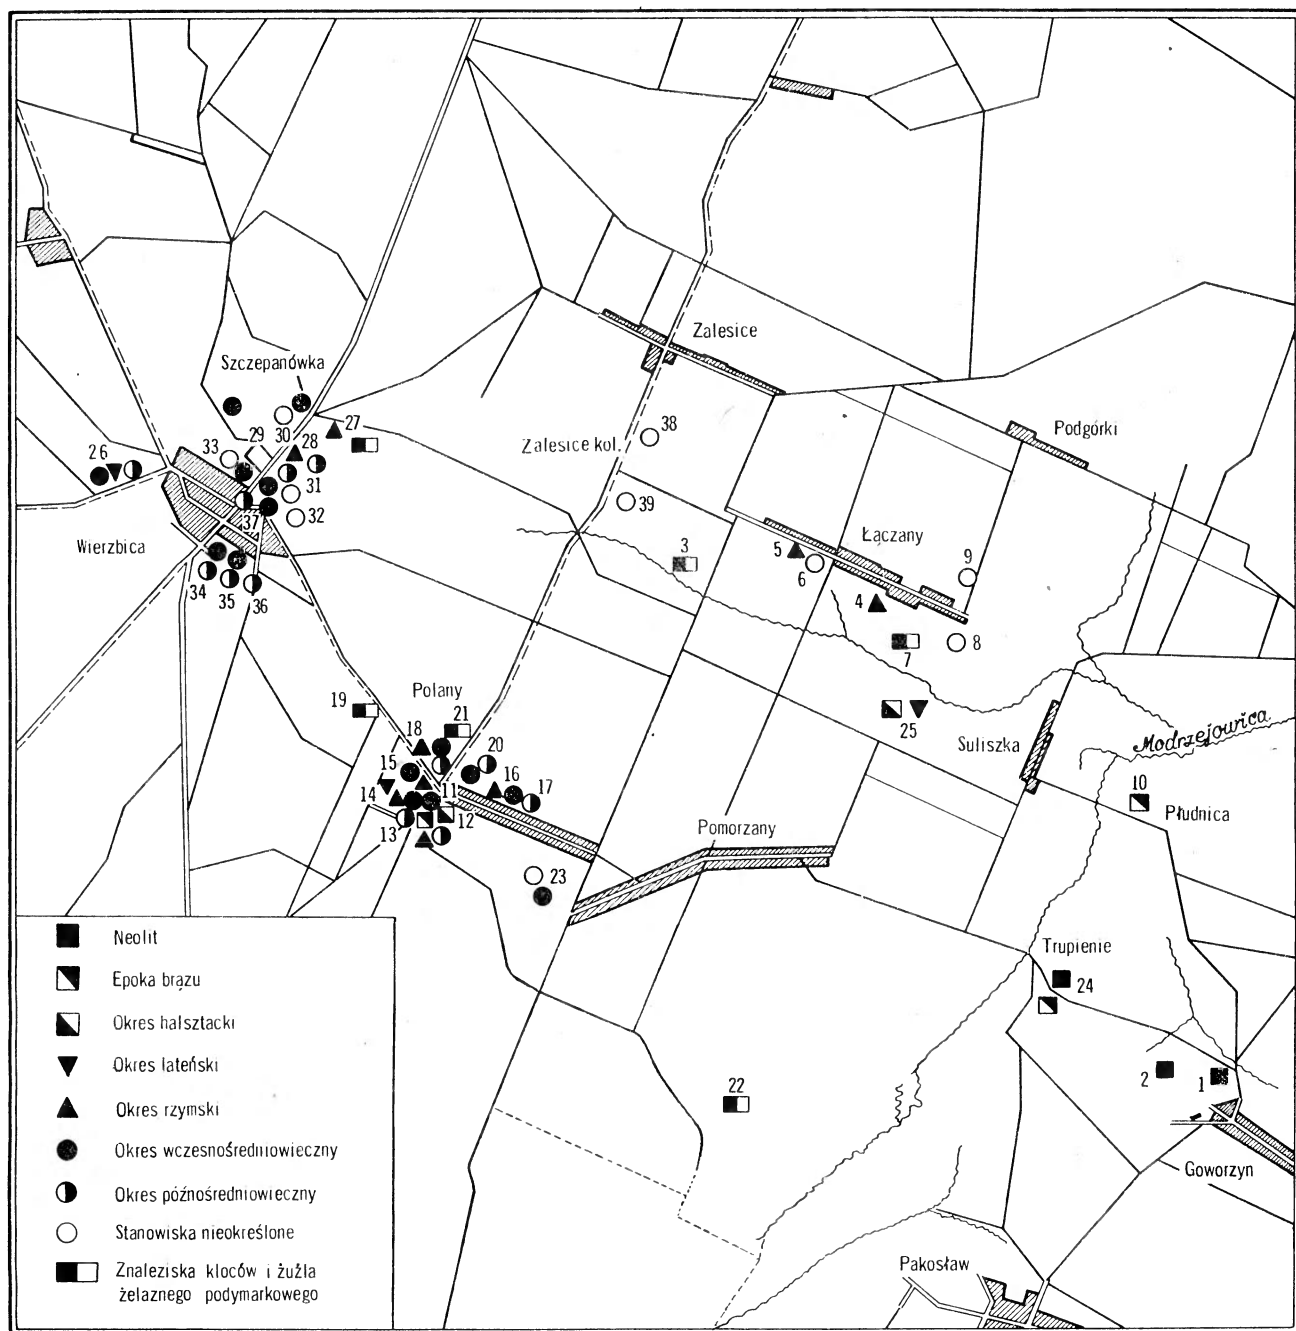 Zalesice
Szczepanówka
27
38
Podgórki
30
29
28
33
26
Zalesice kol.
31
39
32
37
Łączany
Wierzbica
3
5
6
9
34
35
36
4
8
7
Polany
19
21
18
25
Suliszka
Modrzejowica
20
15
16
17
10
14
11
12
13
Płudnica
Pomorzany
23
Trupienie
24
2
1
22
Goworzyn
Pakosław
Neolit
Epoka brązu
Okres halsztacki
Okres lateński
Okres rzymski
Okres wczesnośredniowieczny
Okres późnośredniowieczny
Stanowiska nieokreślone
Znaleziska kloców i żużla
żelaznego podymarkowego